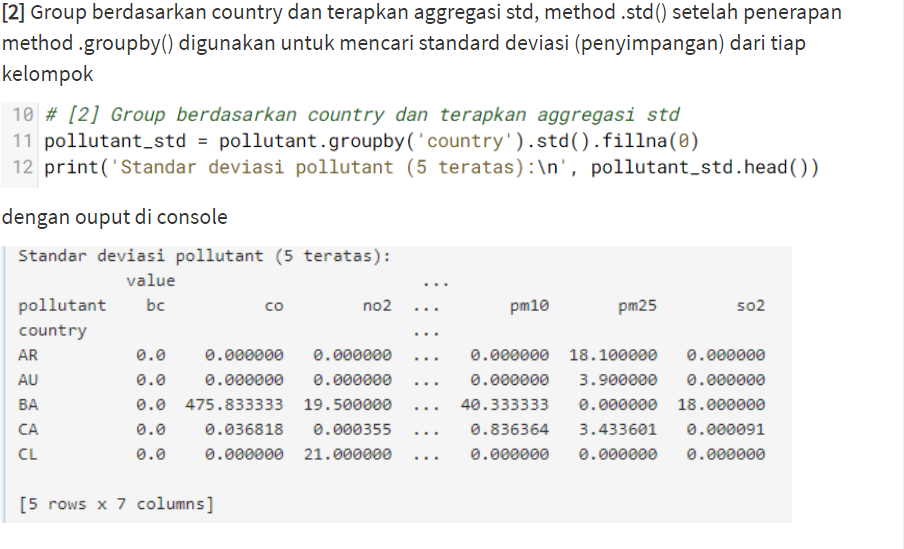 [2] Group berdasarkan country dan terapkan aggregasi std, method .std() setelah penerapan
method .groupby() digunakan untuk mencari standard deviasi (penyimpangan) dari tiap
kelompok
10 # [2] Group berdasarkan country dan terapkan aggregasi std
11 pollutant_std = pollutant.groupby('country').std().fillna(0)
12 print('Standar deviasi pollutant (5 teratas):\n', pollutant_std.head())
dengan ouput di console
Standar deviasi pollutant (5 teratas):
value ...
pollutant bc co no2 ... pm10 pm25 so2
country ...
AR 0.0 0.000000 0.000000 ... 0.000000 18.100000 0.000000
AU 0.0 0.000000 0.000000 ... 0.000000 3.900000 0.000000
BA 0.0 475.833333 19.500000 ... 40.333333 0.000000 18.000000
CA 0.0 0.036818 0.000355 ... 0.836364 3.433601 0.000091
CL 0.0 0.000000 21.000000 ... 0.000000 0.000000 0.000000
[5 rows x 7 columns]